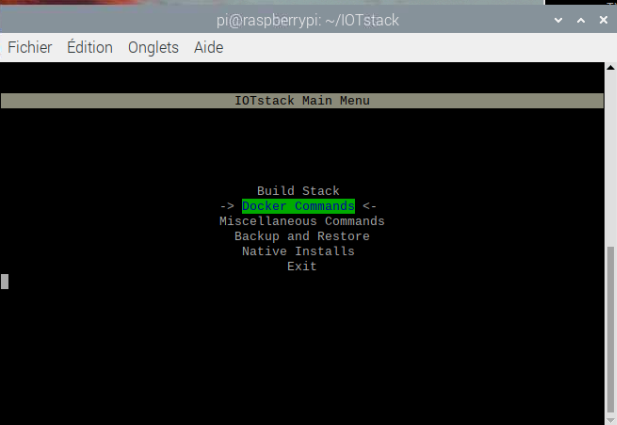 pi@raspberrypi: ~/IOTstack
Fichier Édition Onglets Aide
IOTstack Main Menu
Build Stack
-> Docker Commands <-
Miscellaneous Commands
Backup and Restore
Native Installs
Exit